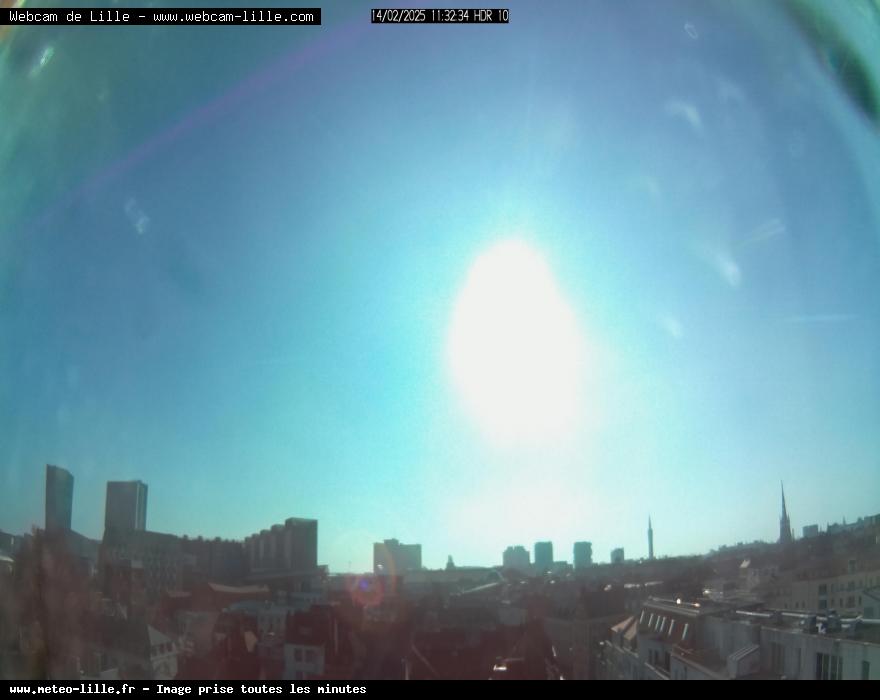 Webcam de Lille - www.webcam-lille.com
14/02/2025 11:32:34 HDR 10
www.meteo-lille.fr - Image prise toutes les minutes